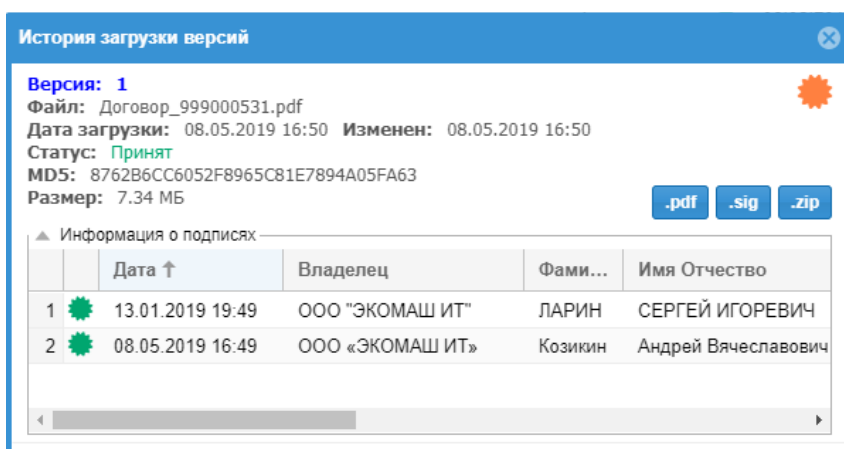 История загрузки версий
Версия: 1
Файл: Договор_999000531.pdf
Дата загрузки: 08.05.2019 16:50 Изменен: 08.05.2019 16:50
Статус: Принят
MD5: 8762B6CC6052F8965C81E7894A05FA63
Размер: 7.34 МБ
.pdf .sig .zip
Информация о подписях
Дата ↑ Владелец Фами... Имя Отчество
1 13.01.2019 19:49 ООО "ЭКОМАШ ИТ" ЛАРИН СЕРГЕЙ ИГОРЕВИЧ
2 08.05.2019 16:49 ООО «ЭКОМАШ ИТ» Козикин Андрей Вячеславович